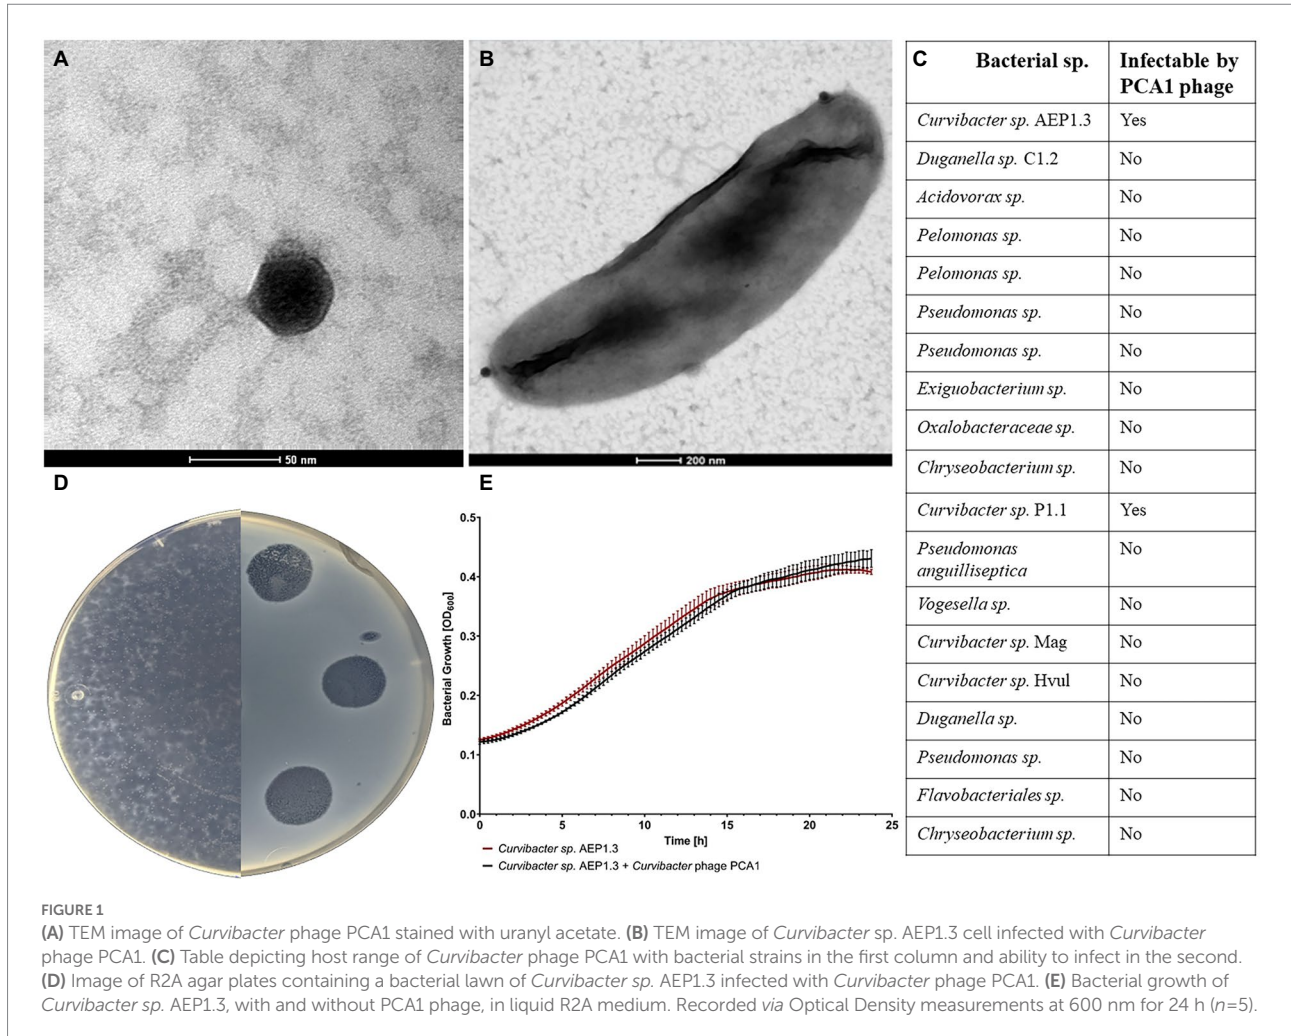 A
50 nm
B
200 nm
C Bacterial sp. Infectable by
PCA1 phage
Curvibacter sp. AEP1.3 Yes
Duganella sp. C1.2 No
Acidovorax sp. No
Pelomonas sp. No
Pelomonas sp. No
Pseudomonas sp. No
Pseudomonas sp. No
Exiguobacterium sp. No
Oxalobacteraceae sp. No
Chryseobacterium sp. No
Curvibacter sp. P1.1 Yes
Pseudomonas No
anguilliseptica
Vogesella sp. No
Curvibacter sp. Mag No
Curvibacter sp. Hvul No
Duganella sp. No
Pseudomonas sp. No
Flavobacteriales sp. No
Chryseobacterium sp. No
D
E
Bacterial Growth [OD600]
0.5
0.4
0.3
0.2
0.1
0.0
0 5 10 15 20 25
Time [h]
Curvibacter sp. AEP1.3
Curvibacter sp. AEP1.3 + Curvibacter phage PCA1
FIGURE 1
(A) TEM image of Curvibacter phage PCA1 stained with uranyl acetate. (B) TEM image of Curvibacter sp. AEP1.3 cell infected with Curvibacter
phage PCA1. (C) Table depicting host range of Curvibacter phage PCA1 with bacterial strains in the first column and ability to infect in the second.
(D) Image of R2A agar plates containing a bacterial lawn of Curvibacter sp. AEP1.3 infected with Curvibacter phage PCA1. (E) Bacterial growth of
Curvibacter sp. AEP1.3, with and without PCA1 phage, in liquid R2A medium. Recorded via Optical Density measurements at 600 nm for 24 h (n=5).